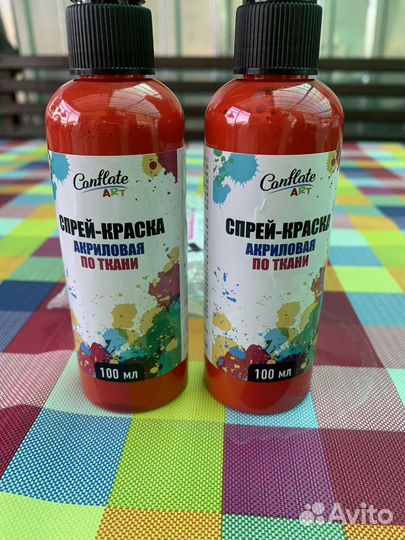 Conflate
ART
СПРЕЙ-КРАСКА
АКРИЛОВАЯ
ПО ТКАНИ
100 мл
Conflate
ART
СПРЕЙ-КРАСКА
АКРИЛОВАЯ
ПО ТКАНИ
100 мл
Avito